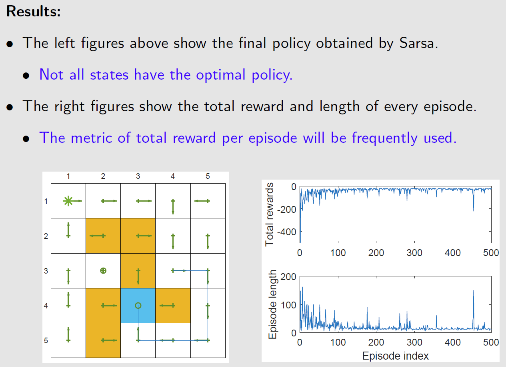 Results:
• The left figures above show the final policy obtained by Sarsa.
• Not all states have the optimal policy.
• The right figures show the total reward and length of every episode.
• The metric of total reward per episode will be frequently used.
1 2 3 4 5
1
2
3
4
5
Total rewards
0
-200
-400
0 100 200 300 400 500
Episode length
200
100
0
0 100 200 300 400 500
Episode index